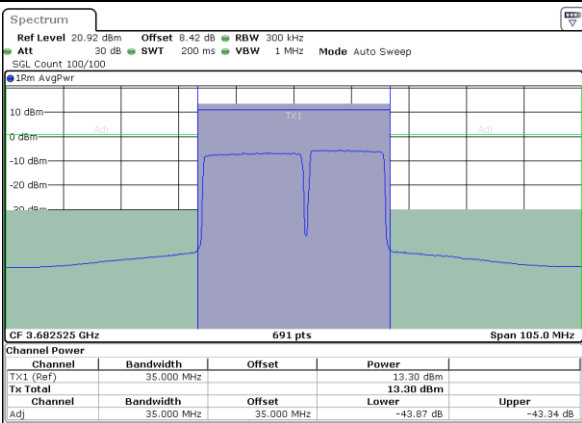 Spectrum
Ref Level 20.92 dBm Offset 8.42 dB RBW 300 kHz
Att 30 dB SWT 200 ms VBW 1 MHz Mode Auto Sweep
SGL Count 100/100
1Rm AvgPwr
TX1
10 dBm
Adj Adj
0 dBm
-10 dBm
-20 dBm
-30 dBm
CF 3.682525 GHz 691 pts Span 105.0 MHz
Channel Power
Channel Bandwidth Offset Power
TX1 (Ref) 35.000 MHz 13.30 dBm
Tx Total 13.30 dBm
Channel Bandwidth Offset Lower Upper
Adj 35.000 MHz 35.000 MHz -43.87 dB -43.34 dB